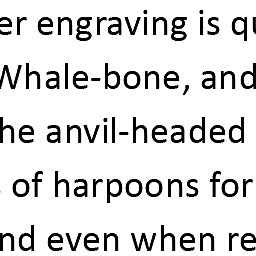 er engraving is qu
Whale-bone, and
he anvil-headed
of harpoons for
nd even when re